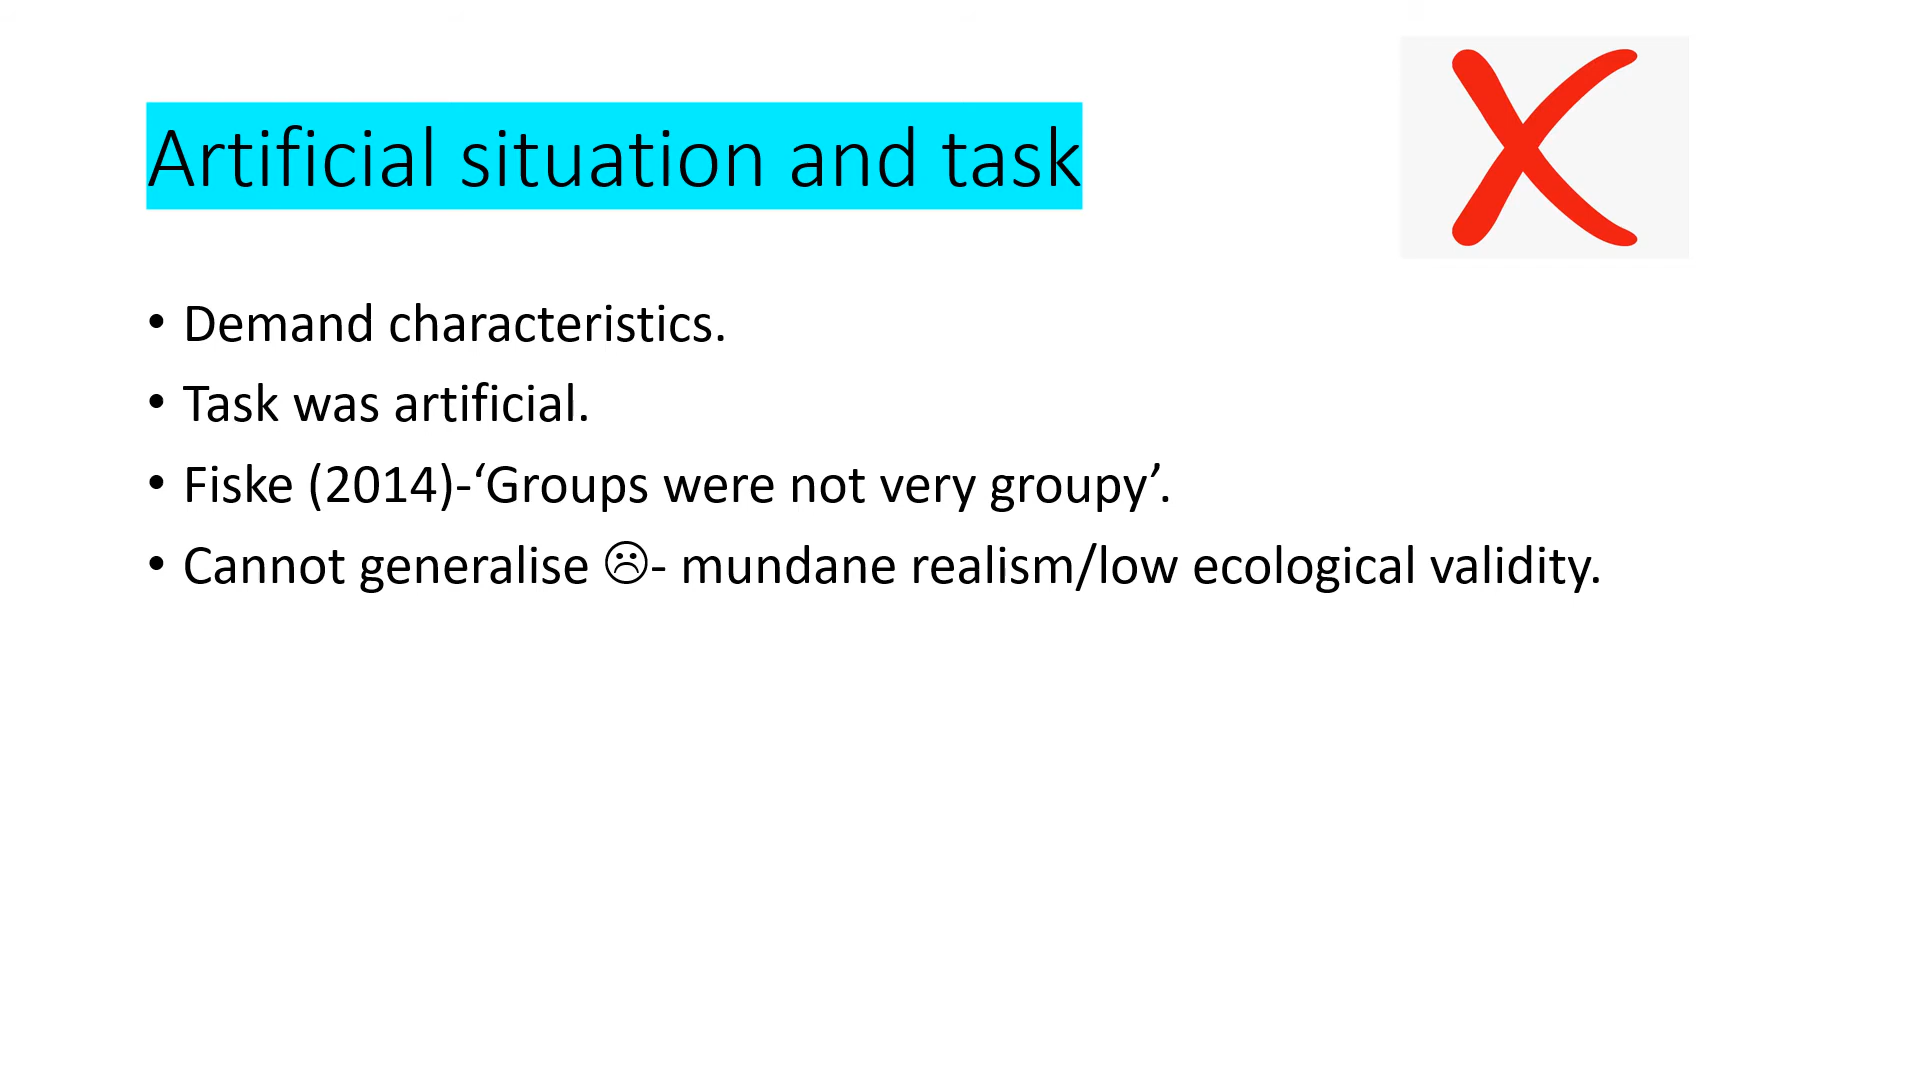 Artificial situation and task
• Demand characteristics.
• Task was artificial.
• Fiske (2014)-‘Groups were not very groupy’.
• Cannot generalise ☹- mundane realism/low ecological validity.